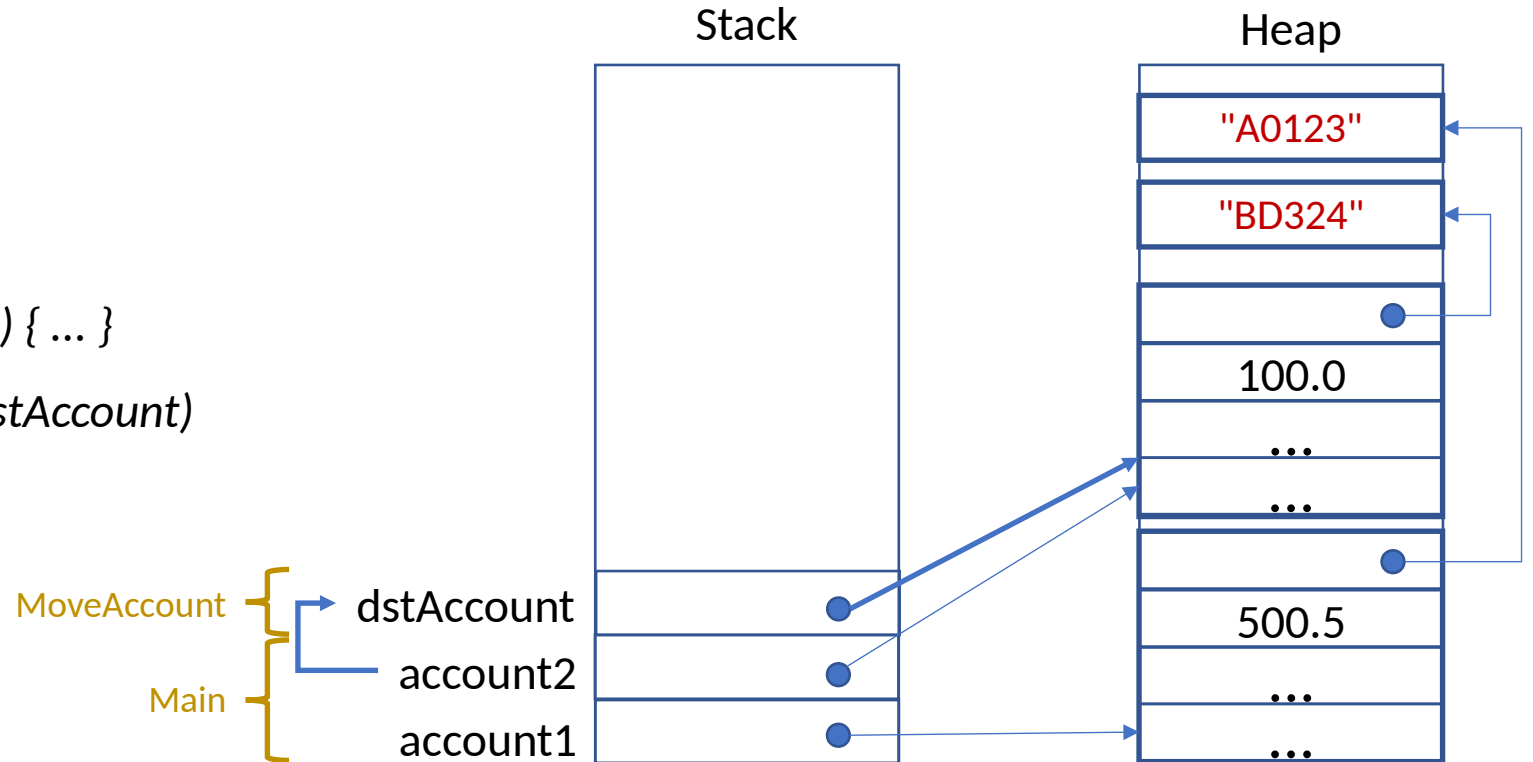 Stack
Heap
"A0123"
"BD324"
) { … }
100.0
stAccount)
…
…
MoveAccount
dstAccount
500.5
account2
Main
…
account1
…